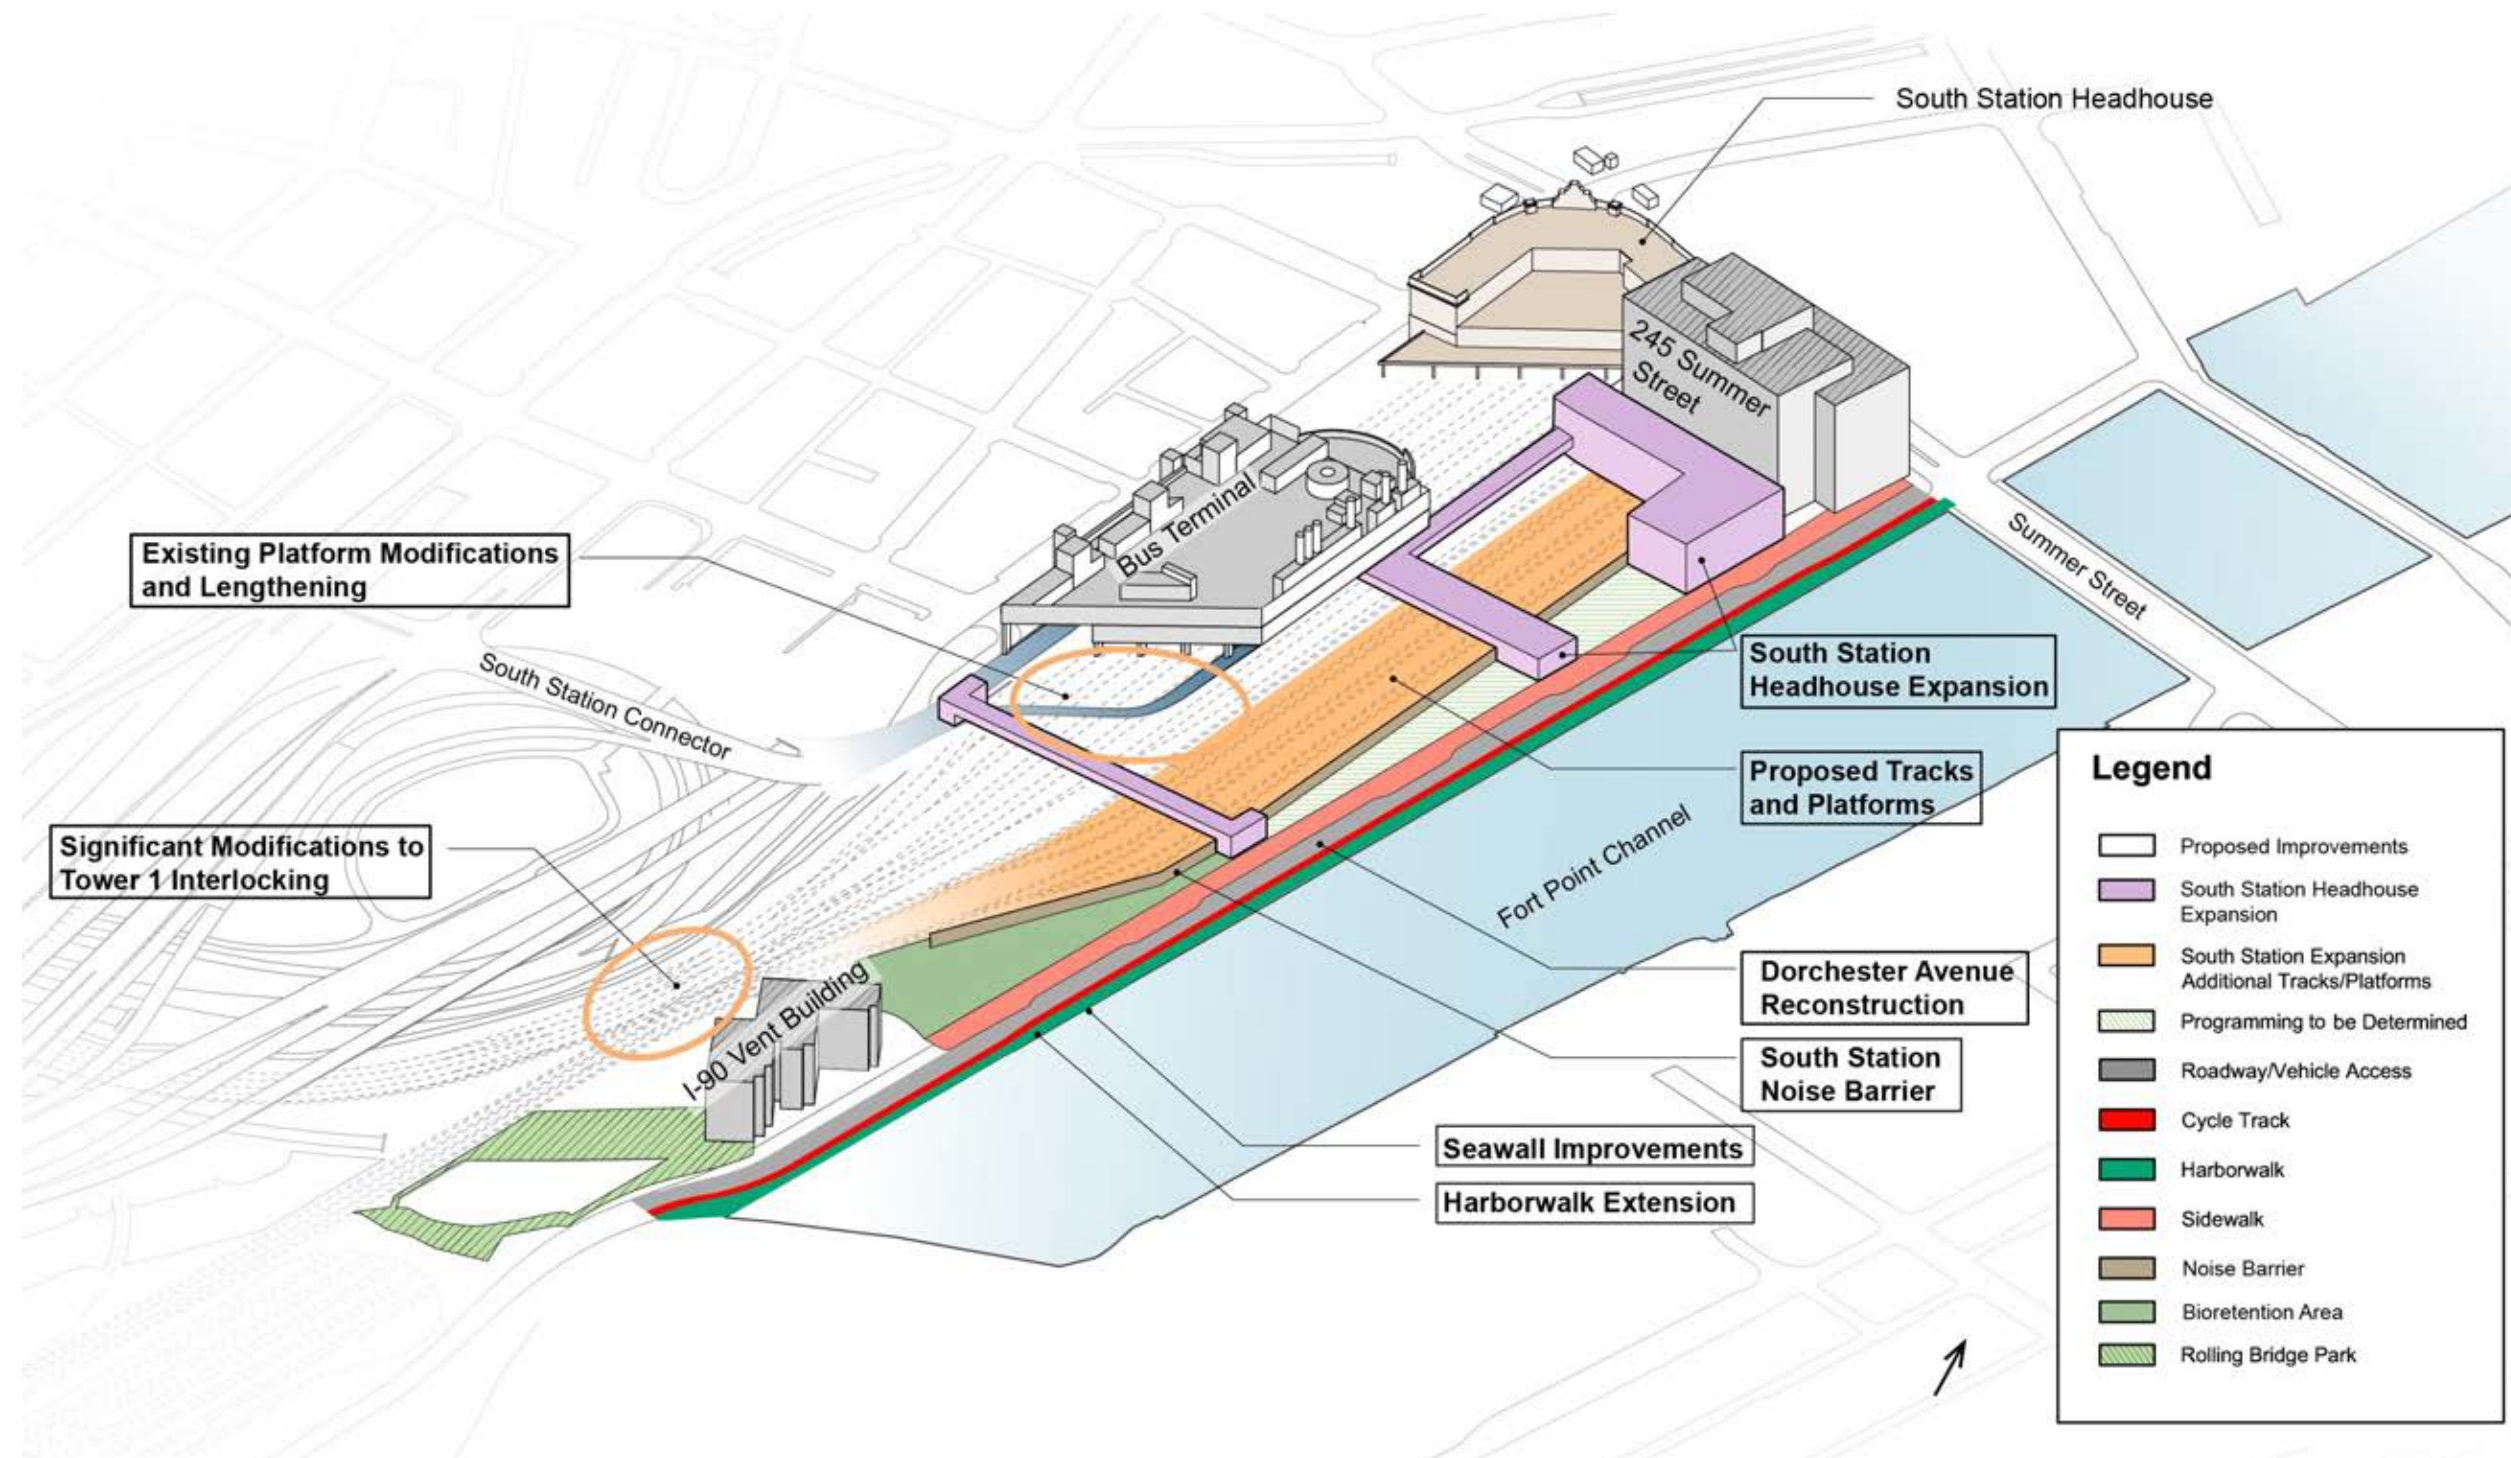 South Station Headhouse
245 Summer
Street
Bus Terminal
Existing Platform Modifications
and Lengthening
Summer Street
South Station Connector
South Station
Headhouse Expansion
Proposed Tracks
and Platforms
Significant Modifications to
Tower 1 Interlocking
Fort Point Channel
I-90 Vent Building
Dorchester Avenue
Reconstruction
South Station
Noise Barrier
Seawall Improvements
Harborwalk Extension
Legend
Proposed Improvements
South Station Headhouse
Expansion
South Station Expansion
Additional Tracks/Platforms
Programming to be Determined
Roadway/Vehicle Access
Cycle Track
Harborwalk
Sidewalk
Noise Barrier
Bioretention Area
Rolling Bridge Park